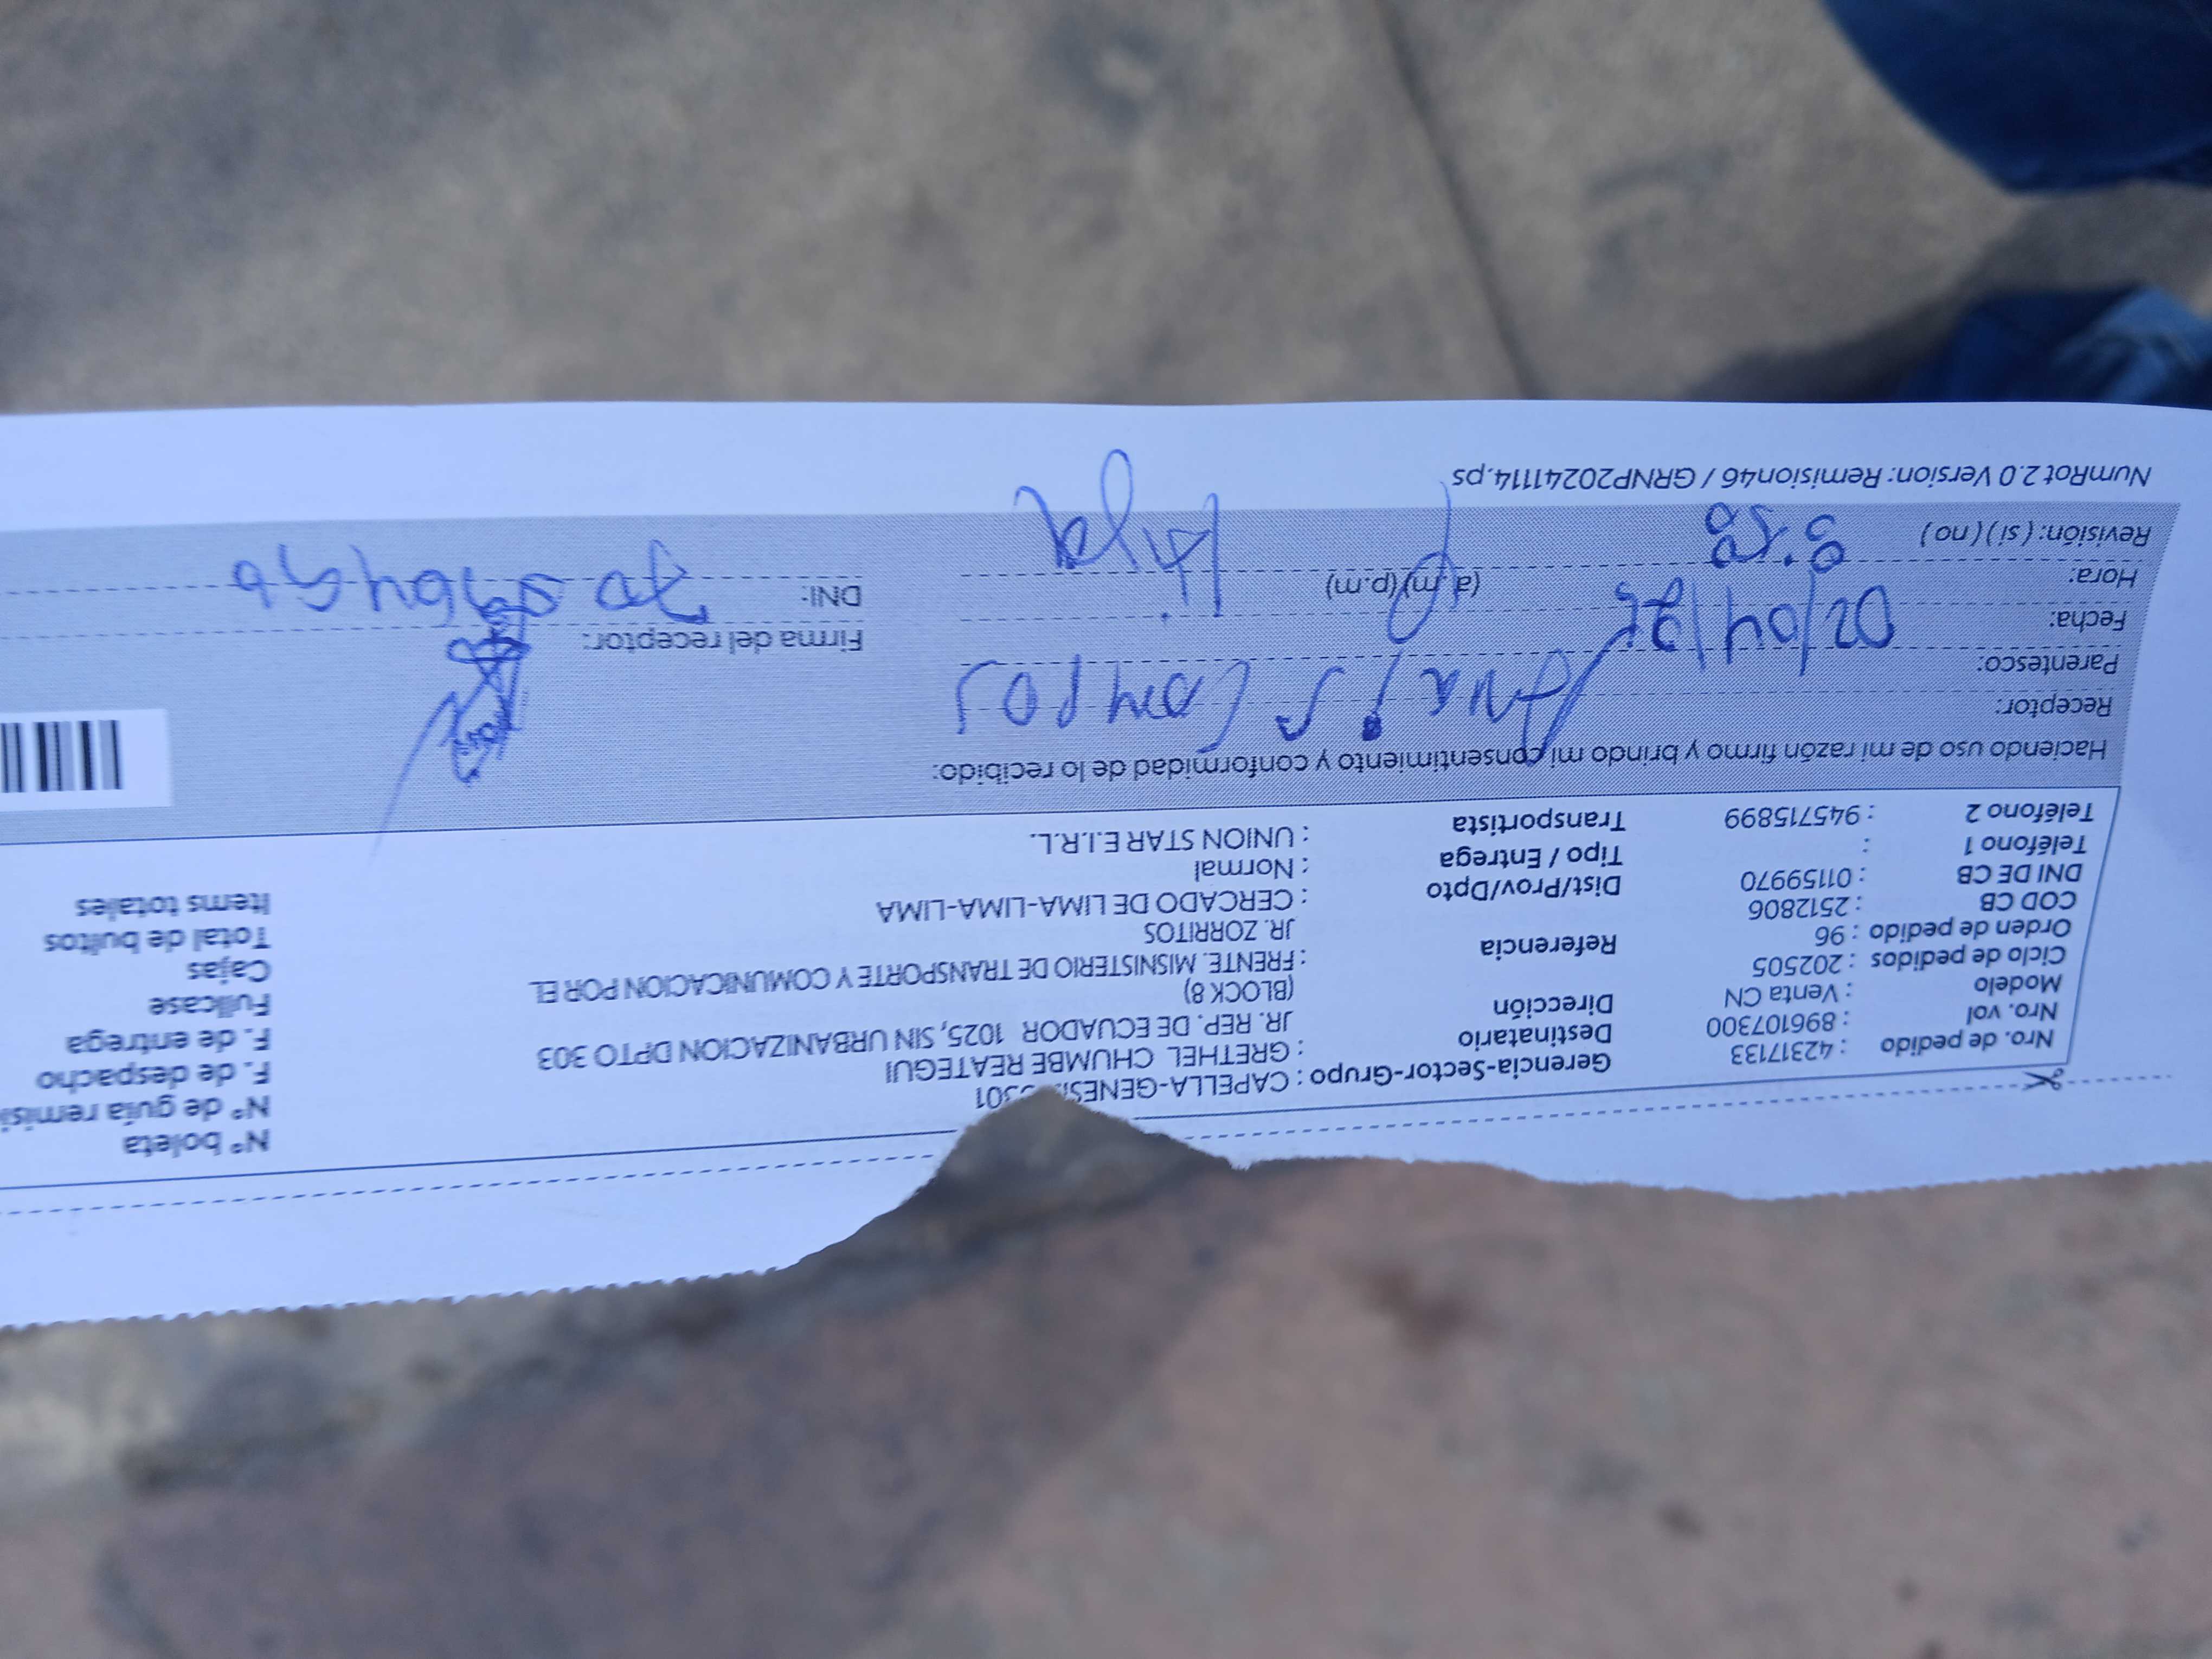 Nro. de pedido : 42317133 Gerencia-Sector-Grupo : CAPELLA-GENESIS 301 N° boleta
Nro. vol : 896107300 Destinatario : GRETHEL CHUMBE REATEGUI N° de guía remisi
Modelo : Venta CN Dirección JR. REP. DE ECUADOR 1025, SIN URBANIZACION DPTO 303 F. de despacho
(BLOCK 8) F. de entrega
Ciclo de pedidos : 202505 Referencia : FRENTE. MISNISTERIO DE TRANSPORTE Y COMUNICACION POR EL Fullcase
Orden de pedido : 96 JR. ZORRITOS Cajas
COD CB : 2512806 Dist/Prov/Dpto : CERCADO DE LIMA-LIMA-LIMA Total de bultos
DNI DE CB : 01159970 Tipo / Entrega : Normal Items totales
Teléfono 1 : Transportista : UNION STAR E.I.R.L.
Teléfono 2 : 945715899
Haciendo uso de mi razón firmo y brindo mi consentimiento y conformidad de lo recibido:
Receptor: Anais Campos
Parentesco: Hija Firma del receptor:
Fecha: 02/04/25
Hora: (a.m)(p.m) DNI:
Revisión: ( si ) ( no )
NumRot 2.0 Version: Remision46 / GRNP20241114.ps